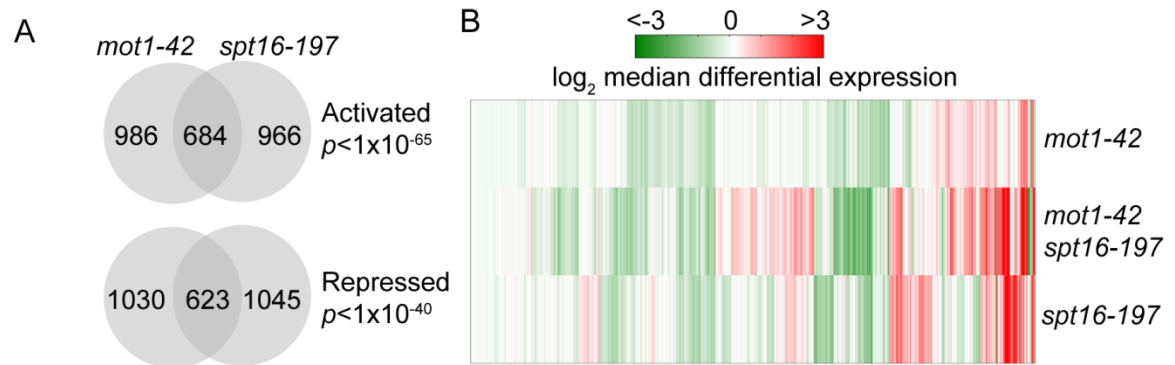 A
mot1-42 spt16-197
986 684 966
Activated
p<1x10⁻⁶⁵
1030 623 1045
Repressed
p<1x10⁻⁴⁰
B
<-3 0 >3
log₂ median differential expression
mot1-42
mot1-42
spt16-197
spt16-197